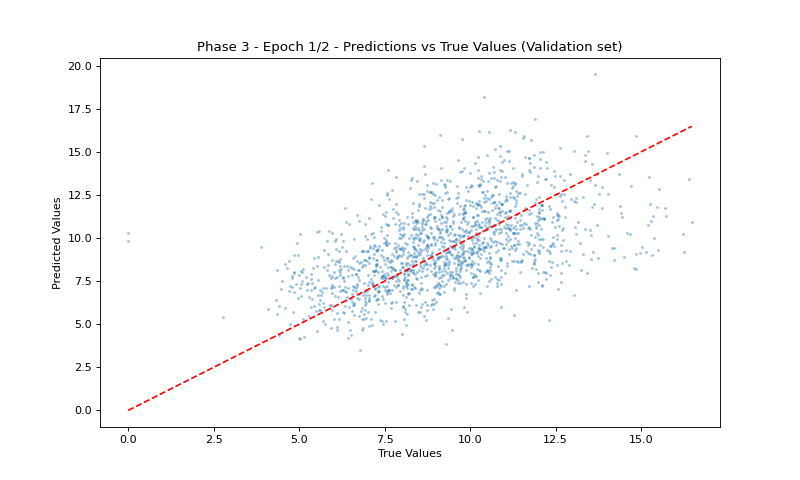 Phase 3 - Epoch 1/2 - Predictions vs True Values (Validation set)
20.0
17.5
15.0
12.5
10.0
7.5
5.0
2.5
0.0
Predicted Values
0.0 2.5 5.0 7.5 10.0 12.5 15.0
True Values